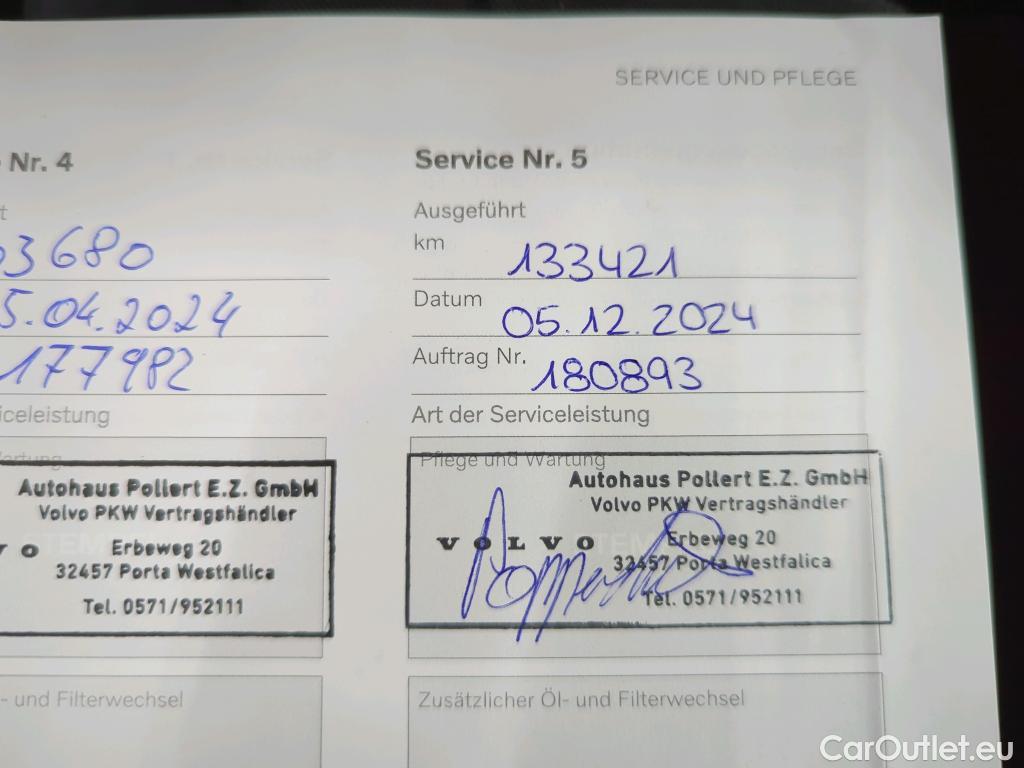 SERVICE UND PFLEGE
Nr. 4
3680
5.04.2024
177982
iceleistung
Autohaus Pollert E.Z. GmbH
Volvo PKW Vertragshändler
Erbeweg 20
32457 Porta Westfalica
Tel. 0571/952111
- und Filterwechsel
Service Nr. 5
Ausgeführt
km 133421
Datum 05.12.2024
Auftrag Nr. 180893
Art der Serviceleistung
Pflege und Wartung
Autohaus Pollert E.Z. GmbH
Volvo PKW Vertragshändler
VOLVO
Erbeweg 20
32457 Porta Westfalica
Tel. 0571/952111
Zusätzlicher Öl- und Filterwechsel
CarOutlet.eu